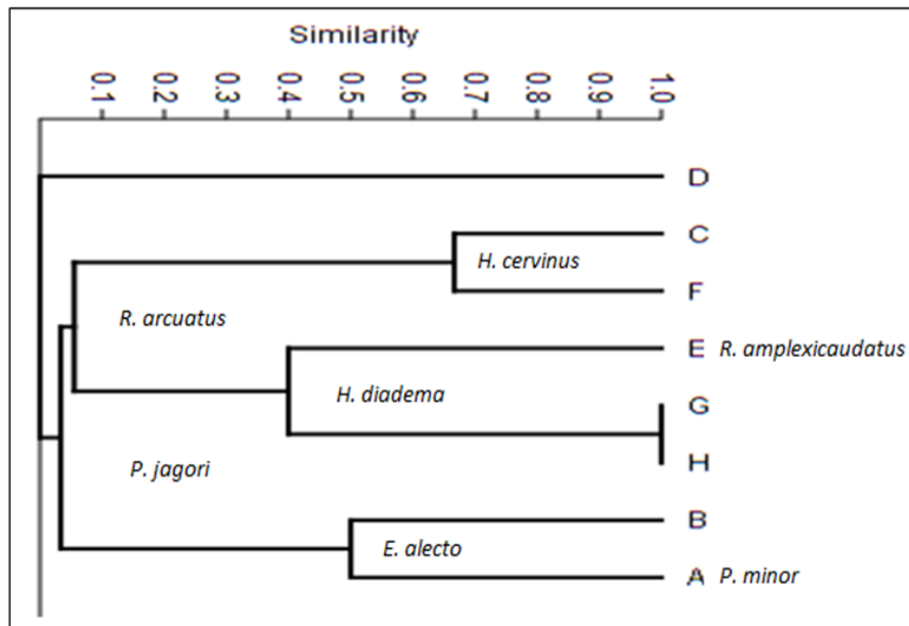 Similarity
0.1 0.2 0.3 0.4 0.5 0.6 0.7 0.8 0.9 1.0
D
C
H. cervinus
F
R. arcuatus
E R. amplexicaudatus
H. diadema
G
H
P. jagori
B
E. alecto
A P. minor